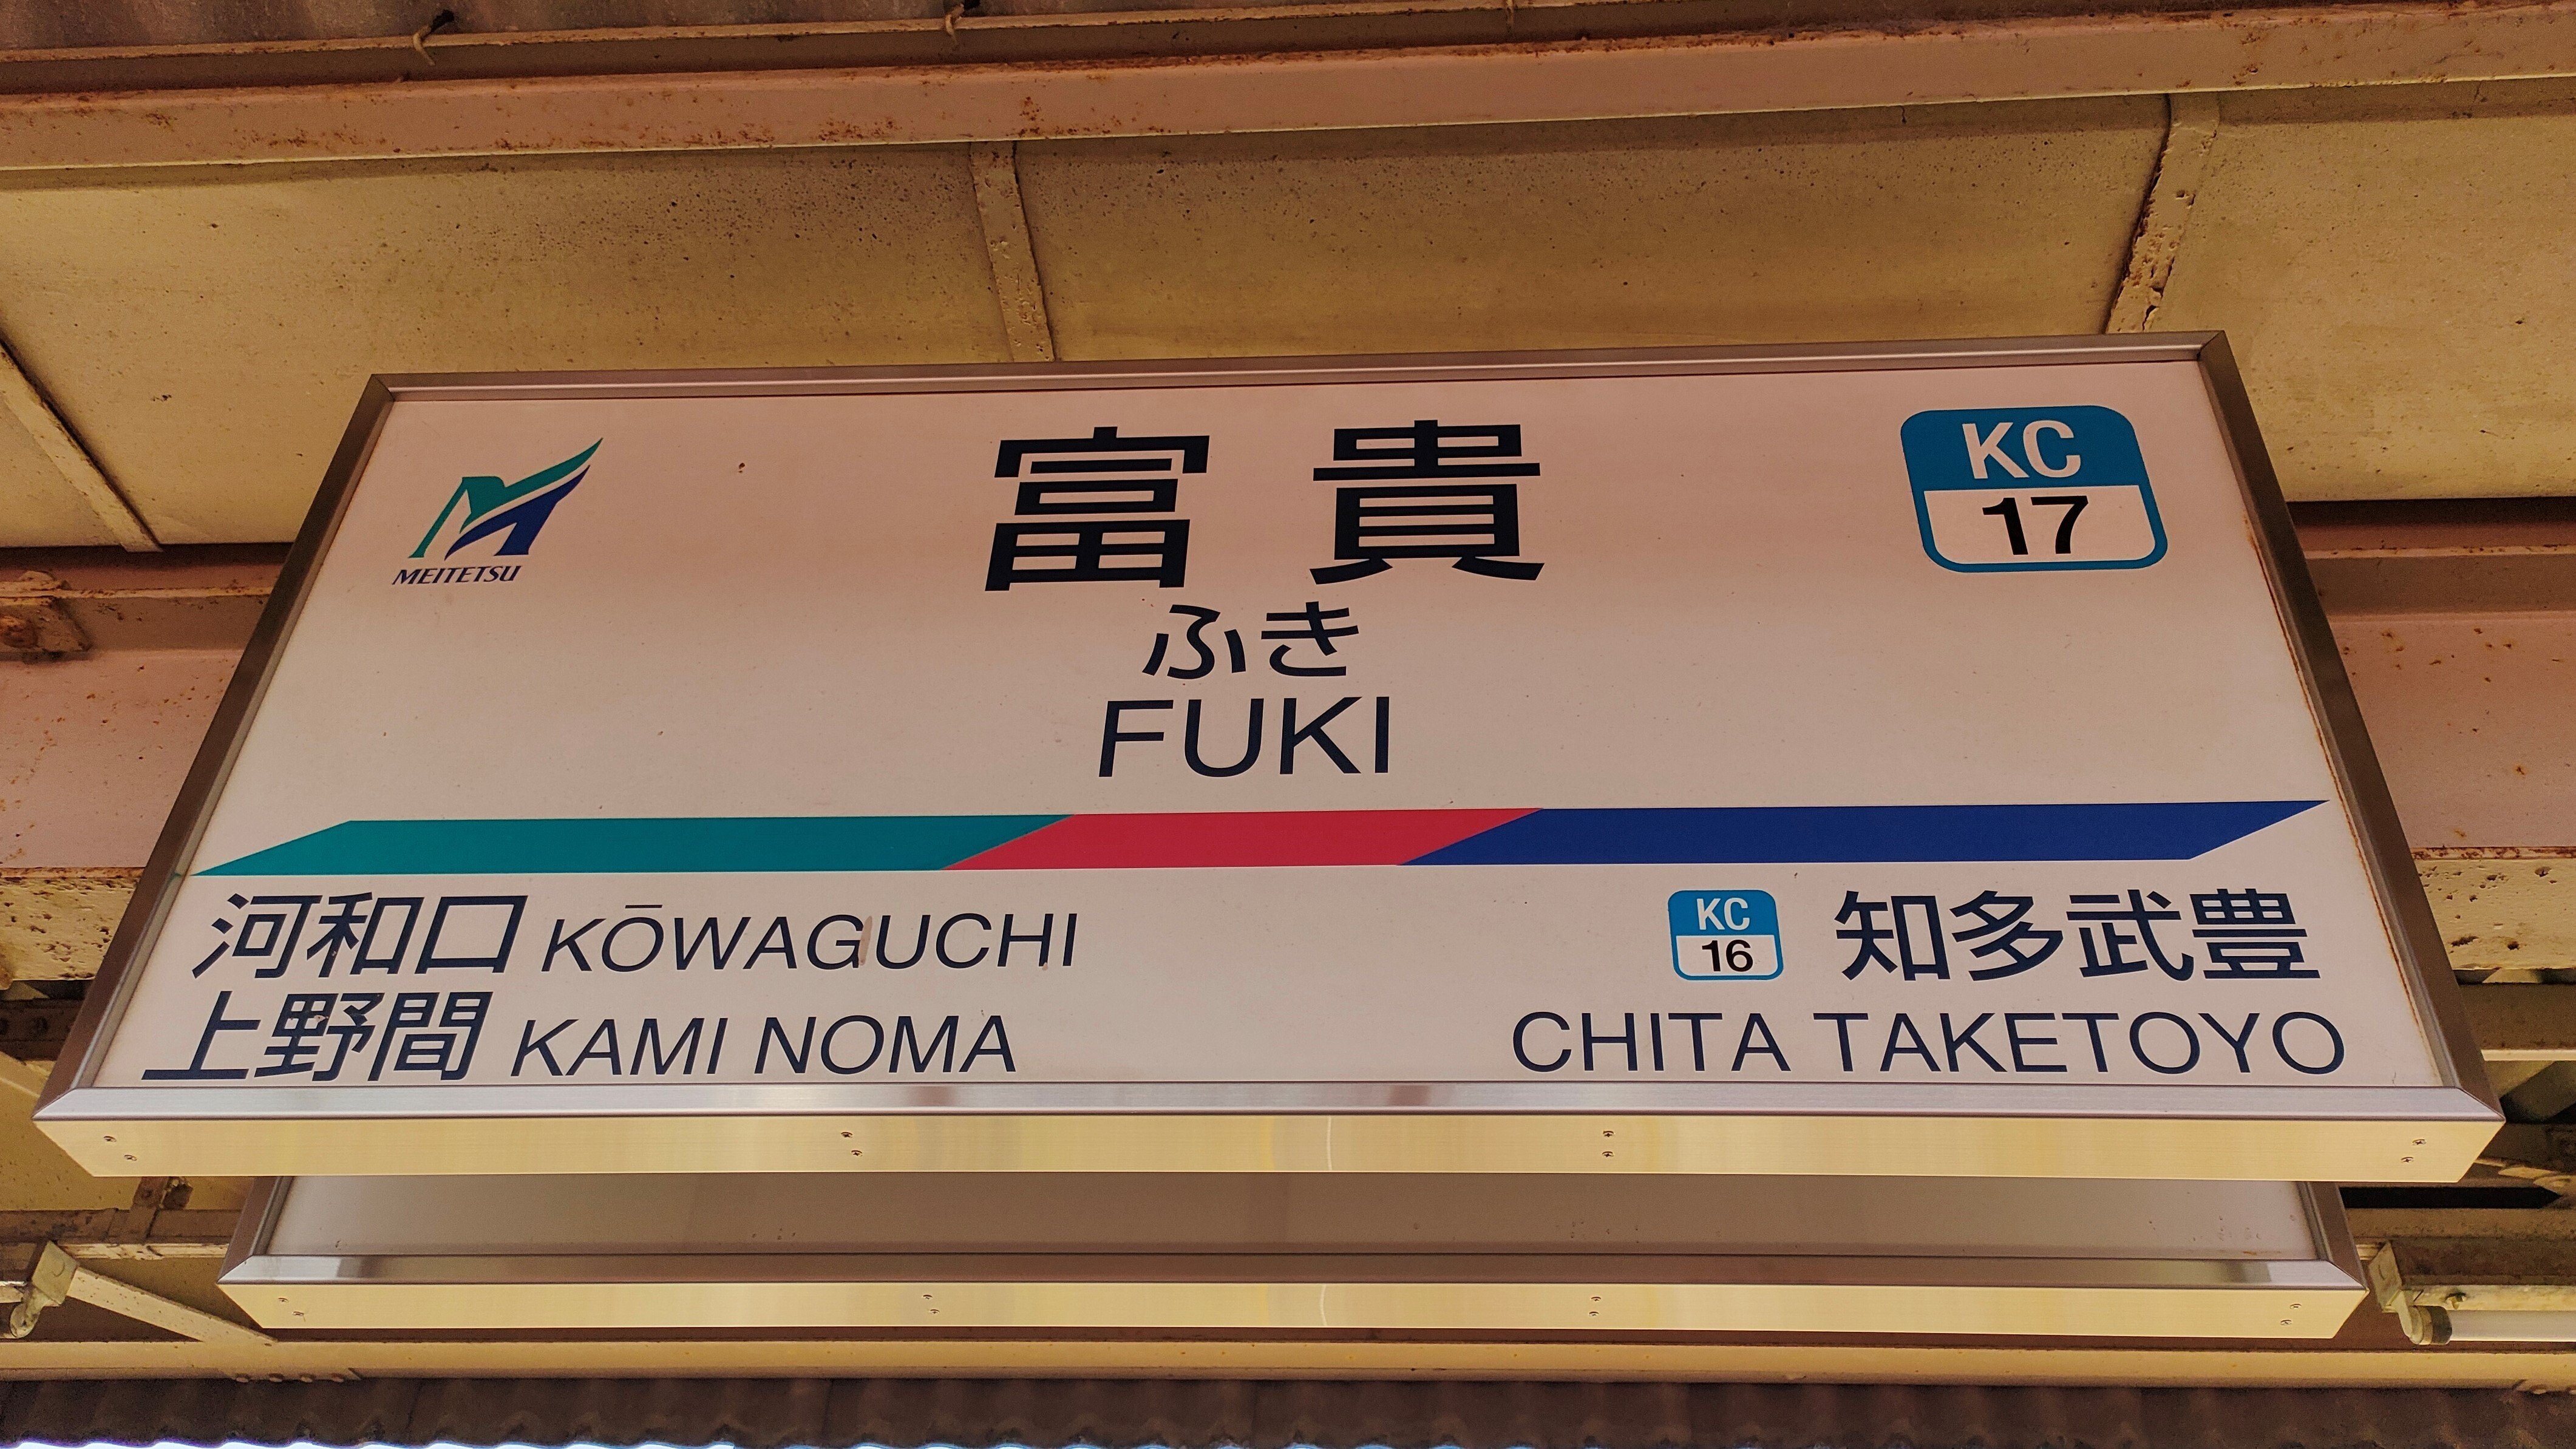 MEITETSU
富貴
KC
17
ふき
FUKI
河和口 KŌWAGUCHI
上野間 KAMI NOMA
KC
16
知多武豊
CHITA TAKETOYO